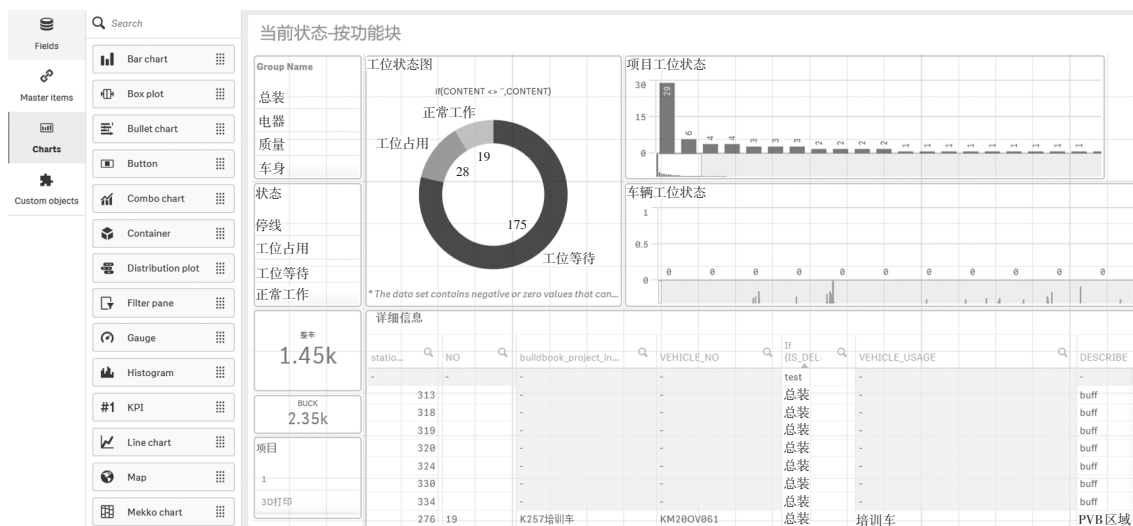 Fields
Master items
Charts
Custom objects
Search
Bar chart
Box plot
Bullet chart
Button
Combo chart
Container
Distribution plot
Filter pane
Gauge
Histogram
#1 KPI
Line chart
Map
Mekko chart
当前状态-按功能块
Group Name
总装
电器
质量
车身
状态
停线
工位占用
工位等待
正常工作
整车
1.45k
BUCK
2.35k
项目
1
3D打印
工位状态图
if(CONTENT <> '',CONTENT)
正常工作
工位占用
19
28
175
工位等待
* The data set contains negative or zero values that can...
项目工位状态
30
15
0
29 6 4 4 3 3 3 2 2 2 2 1 1 1 1 1 1 1 1 1
车辆工位状态
1
0.5
0
0 0 0 0 0 0 0 0 0 0 0
详细信息
statio... NO buildbook_project_in... VEHICLE_NO If (IS_DEL VEHICLE_USAGE DESCRIBE
- - - - test - -
313 - - 总装 - buff
318 - - 总装 - buff
319 - - 总装 - buff
320 - - 总装 - buff
324 - - 总装 - buff
330 - - 总装 - buff
334 - - 总装 - buff
276 19 K257培训车 KM20OV061 总装 培训车 PVB区域